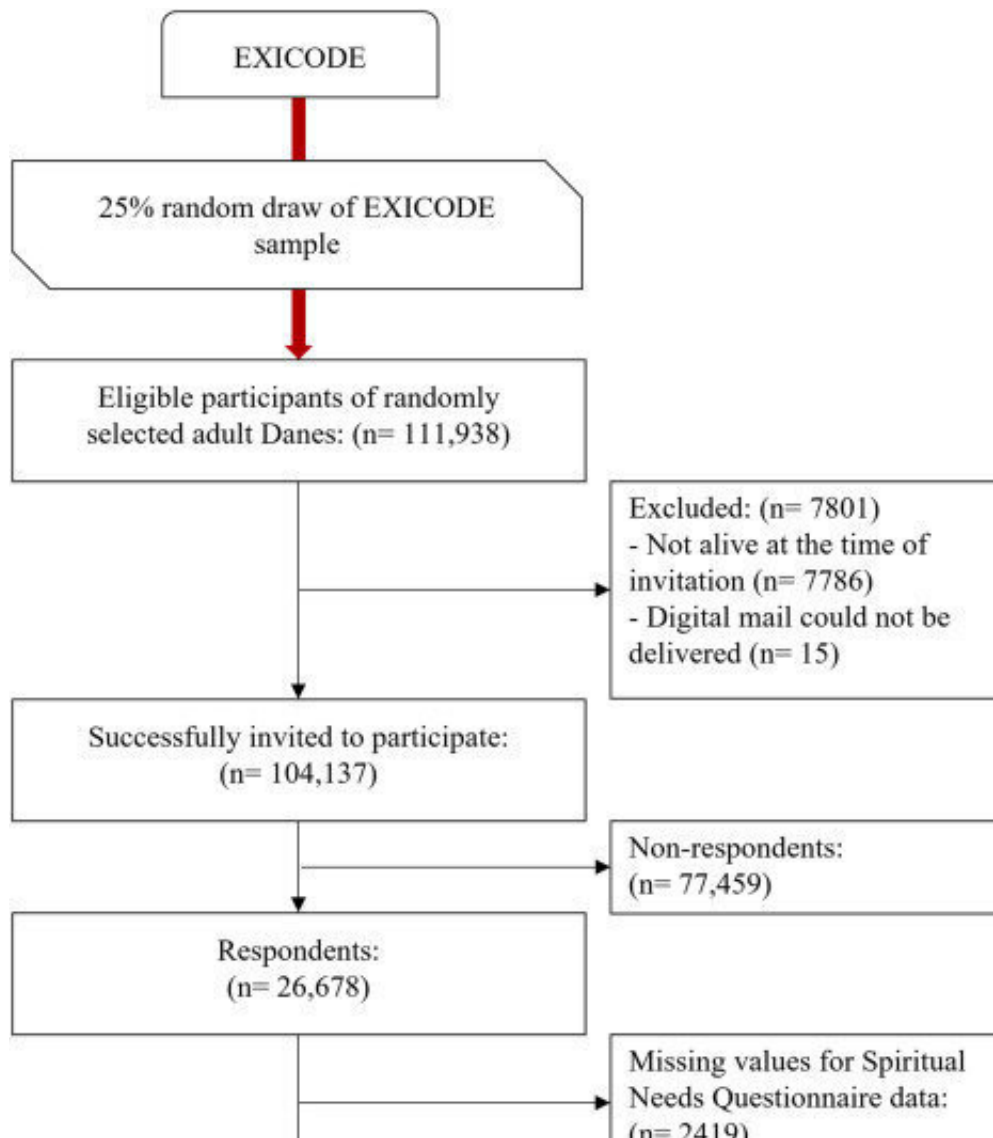 EXICODE
25% random draw of EXICODE
sample
Eligible participants of randomly
selected adult Danes: (n= 111,938)
Excluded: (n= 7801)
- Not alive at the time of
invitation (n= 7786)
- Digital mail could not be
delivered (n= 15)
Successfully invited to participate:
(n= 104,137)
Non-respondents:
(n= 77,459)
Respondents:
(n= 26,678)
Missing values for Spiritual
Needs Questionnaire data:
(n= 2419)